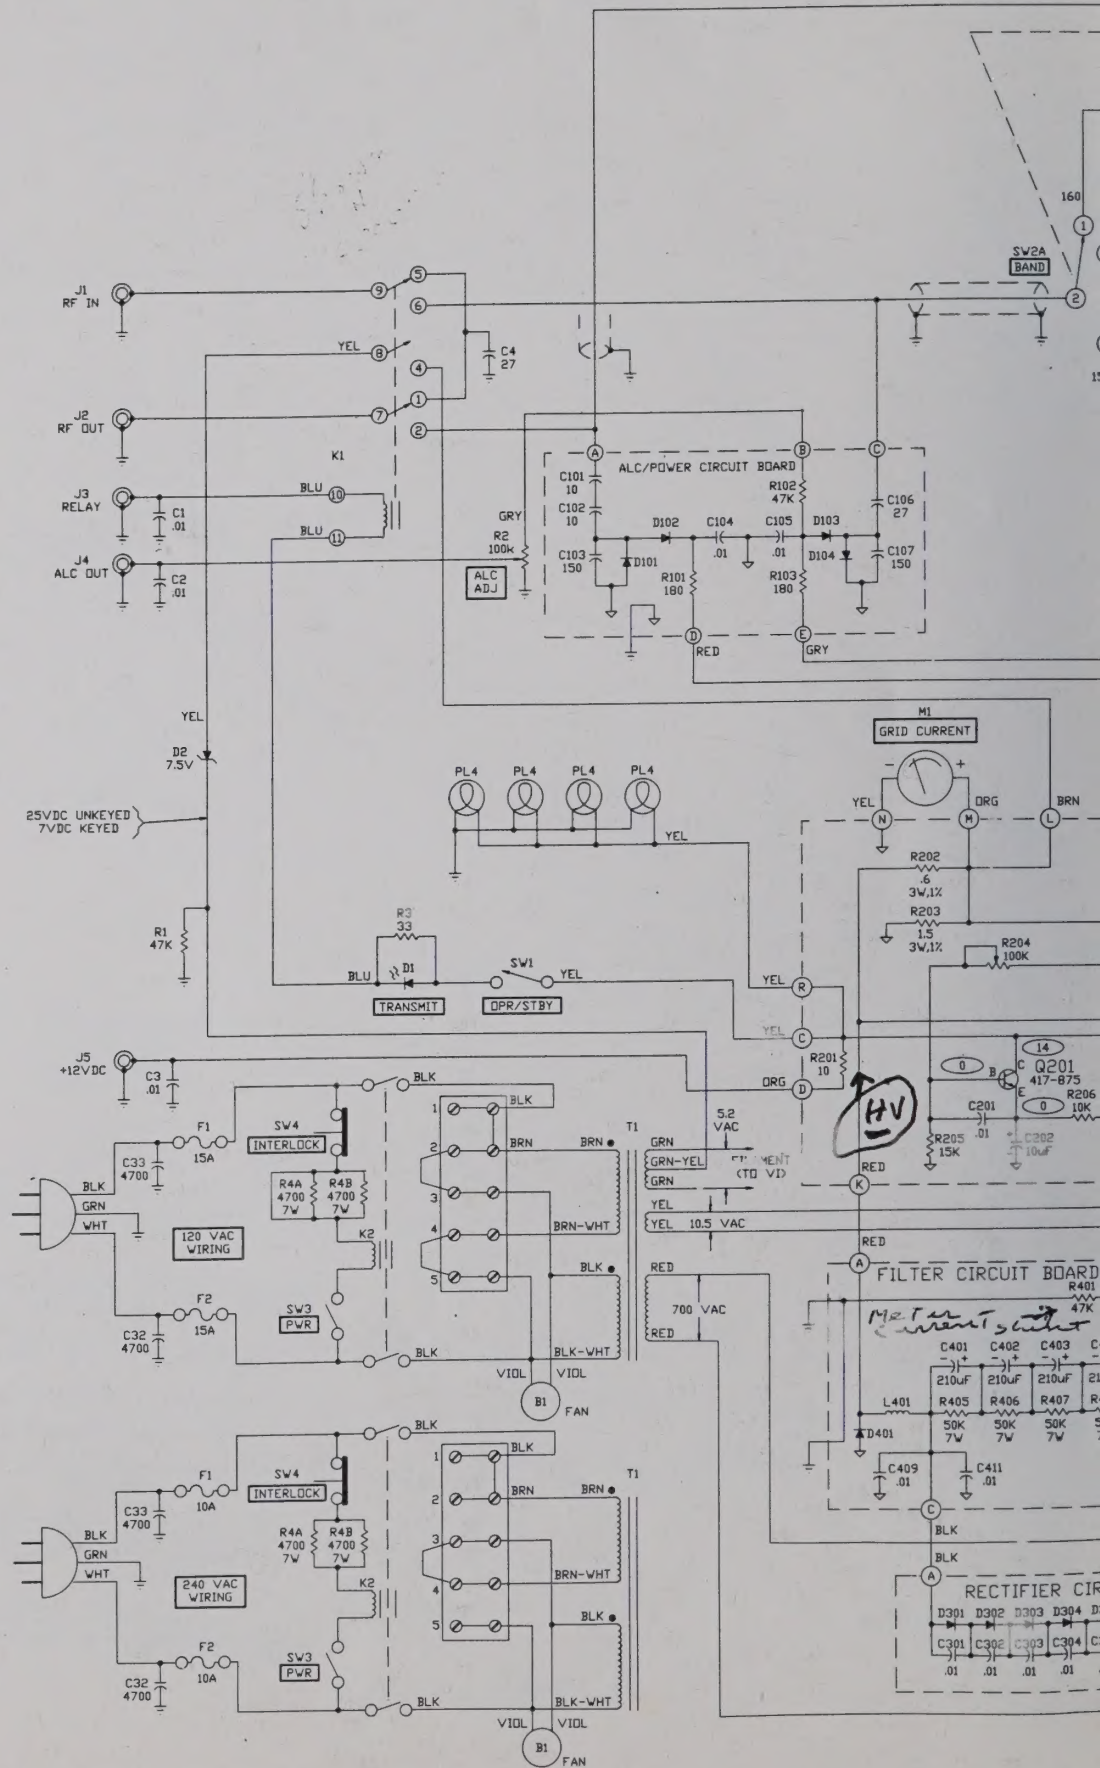 160
1
SW2A
BAND
2
J1
RF IN
9
5
6
YEL
8
C4
27
4
1
J2
RF OUT
7
2
K1
A
B
C
ALC/POWER CIRCUIT BOARD
C101
10
R102
47K
C106
27
J3
RELAY
BLU
10
C1
.01
C102
10
GRY
BLU
11
R2
100k
D102
C104
.01
C105
.01
D103
J4
ALC OUT
C2
.01
ALC
ADJ
C103
150
D101
R101
180
R103
180
D104
C107
150
D
E
RED
GRY
YEL
D2
7.5V
M1
GRID CURRENT
-
+
PL4
PL4
PL4
PL4
25VDC UNKEYED
7VDC KEYED
YEL
ORG
BRN
N
M
L
YEL
R202
.6
3W,1%
R203
1.5
3W,1%
R1
47K
R3
33
R204
100K
BLU
D1
SW1
YEL
YEL
R
TRANSMIT
OPR/STBY
YEL
C
J5
+12VDC
R201
10
14
0
B
C
Q201
417-875
E
C3
.01
ORG
D
0
R206
10K
HV
C201
.01
R205
15K
C202
10uF
BLK
1
BLK
F1
15A
SW4
INTERLOCK
2
BRN
BRN
T1
5.2
VAC
GRN
GRN-YEL
(TO V1)
GRN
C33
4700
BLK
GRN
WHT
R4A
4700
7W
R4B
4700
7W
3
RED
K
YEL
YEL
10.5 VAC
120 VAC
WIRING
K2
4
BRN-WHT
RED
5
BLK
RED
A
FILTER CIRCUIT BOARD
R401
47K
700 VAC
Meter
current shunt
F2
15A
SW3
PWR
C32
4700
BLK
BLK-WHT
RED
VIOL
VIOL
B1
FAN
C401
210uF
C402
210uF
C403
210uF
L401
R405
50K
7W
R406
50K
7W
R407
50K
7W
D401
C409
.01
C411
.01
C
BLK
BLK
1
BLK
F1
10A
SW4
INTERLOCK
2
BRN
BRN
T1
C33
4700
BLK
GRN
WHT
R4A
4700
7W
R4B
4700
7W
3
BLK
A
240 VAC
WIRING
K2
4
BRN-WHT
RECTIFIER CIR
5
BLK
D301
D302
D303
D304
C301
.01
C302
.01
C303
.01
C304
.01
F2
10A
SW3
PWR
C32
4700
BLK
BLK-WHT
VIOL
VIOL
B1
FAN